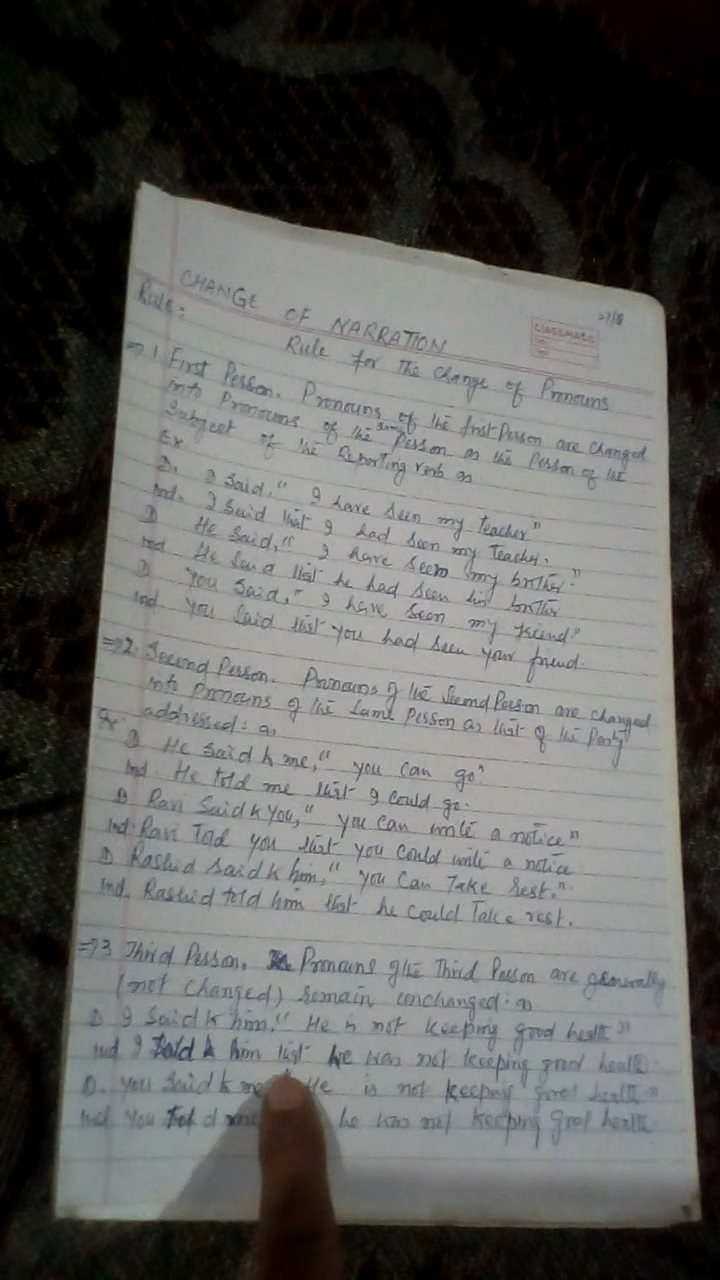 27/8
CHANGE OF NARRATION
CLASSMATE
Rule:
Rule for the Change of Pronouns
⇒ 1. First Person. Pronouns of the first Person are changed
into Pronouns of the same Person as the Person of the
Subject of the Reporting verb as
Ex
D. I said, " I have seen my teacher"
Ind. I said that I had seen my teacher.
D He said, " I have seen my brother."
Ind He said that he had seen his brother
D You said, " I have seen my friend."
Ind You said that you had seen your friend.
⇒ 2. Second Person. Pronouns of the Second Person are changed
into Pronouns of the same Person as that of the Party
addressed: as
Ex.
D He said to me, " you can go"
Ind. He told me that I could go.
D Ravi said to you, " you can write a notice"
Ind. Ravi Told you that you could write a notice
D Rashid said to him, " you can Take rest."
Ind. Rashid told him that he could Take rest.
⇒ 3 Third Person. Pronouns of the Third Person are generally
(not changed) remain unchanged: as
D I said to him, " He is not keeping good health"
Ind I told him that he was not keeping good health.
D. you said to me He is not keeping good health."
Ind You told me he was not keeping good health